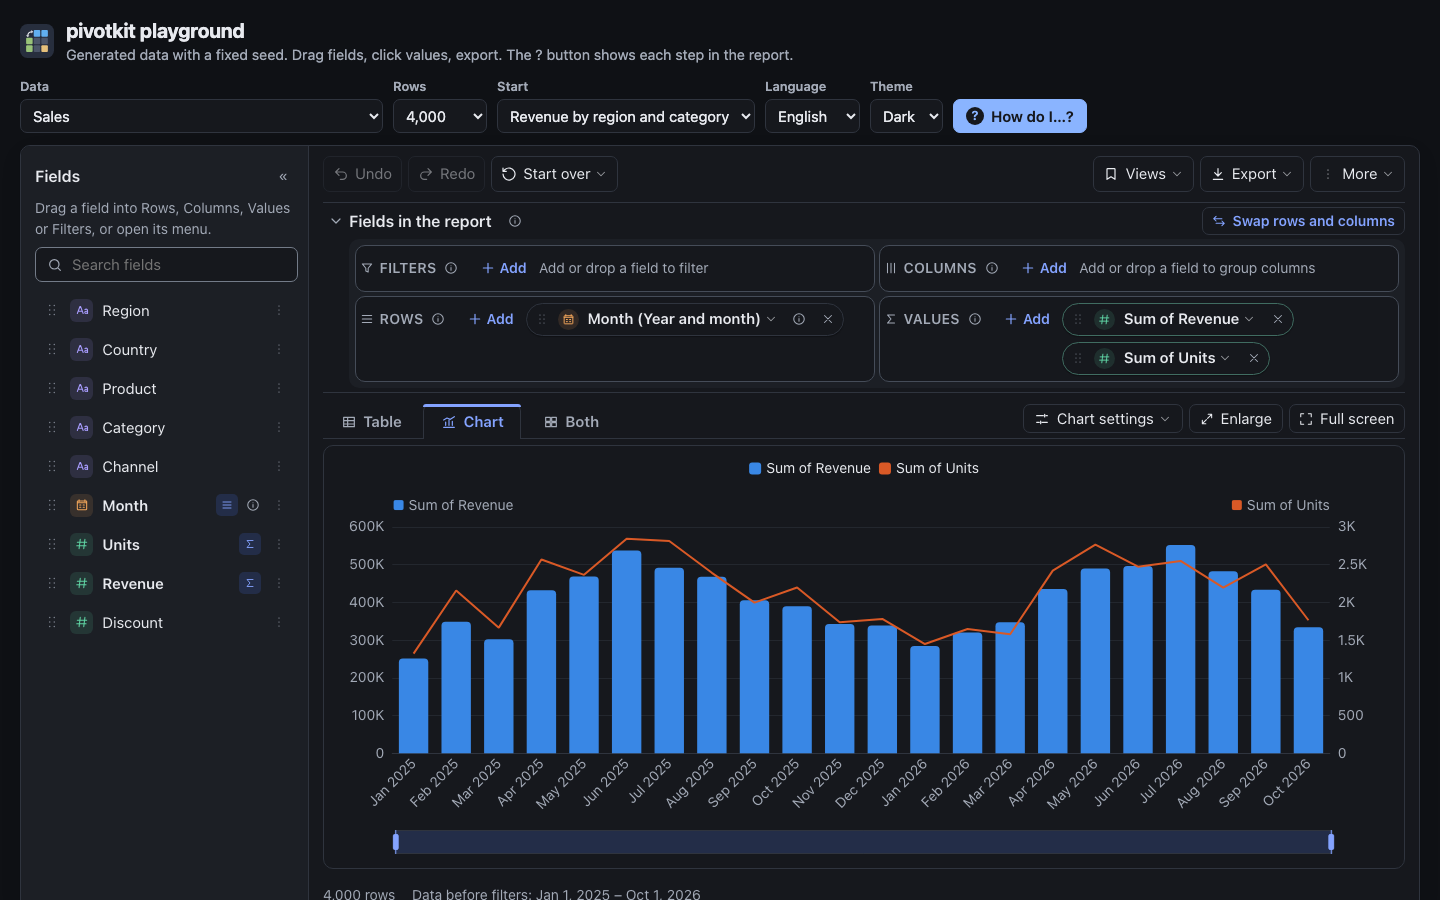 pivotkit playground
Generated data with a fixed seed. Drag fields, click values, export. The ? button shows each step in the report.
Data
Rows
Start
Language
Theme
Sales
4,000
Revenue by region and category
English
Dark
? How do I...?
Fields
«
Drag a field into Rows, Columns, Values
or Filters, or open its menu.
Search fields
Aa Region
Aa Country
Aa Product
Aa Category
Aa Channel
Month
# Units Σ
# Revenue Σ
# Discount
Undo
Redo
Start over
Views
Export
More
Fields in the report
Swap rows and columns
FILTERS
+ Add
Add or drop a field to filter
COLUMNS
+ Add
Add or drop a field to group columns
ROWS
+ Add
Month (Year and month)
Σ VALUES
+ Add
# Sum of Revenue
# Sum of Units
Table
Chart
Both
Chart settings
Enlarge
Full screen
Sum of Revenue
Sum of Units
Sum of Revenue
Sum of Units
600K
500K
400K
300K
200K
100K
0
3K
2.5K
2K
1.5K
1K
500
0
Jan 2025
Feb 2025
Mar 2025
Apr 2025
May 2025
Jun 2025
Jul 2025
Aug 2025
Sep 2025
Oct 2025
Nov 2025
Dec 2025
Jan 2026
Feb 2026
Mar 2026
Apr 2026
May 2026
Jun 2026
Jul 2026
Aug 2026
Sep 2026
Oct 2026
4,000 rows
Data before filters: Jan 1, 2025 – Oct 1, 2026